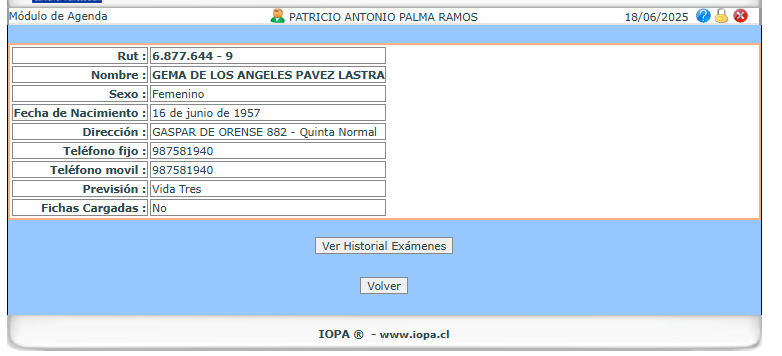 Módulo de Agenda PATRICIO ANTONIO PALMA RAMOS 18/06/2025
Rut : 6.877.644 - 9
Nombre : GEMA DE LOS ANGELES PAVEZ LASTRA
Sexo : Femenino
Fecha de Nacimiento : 16 de junio de 1957
Dirección : GASPAR DE ORENSE 882 - Quinta Normal
Teléfono fijo : 987581940
Teléfono movil : 987581940
Previsión : Vida Tres
Fichas Cargadas : No
Ver Historial Exámenes
Volver
IOPA ® - www.iopa.cl